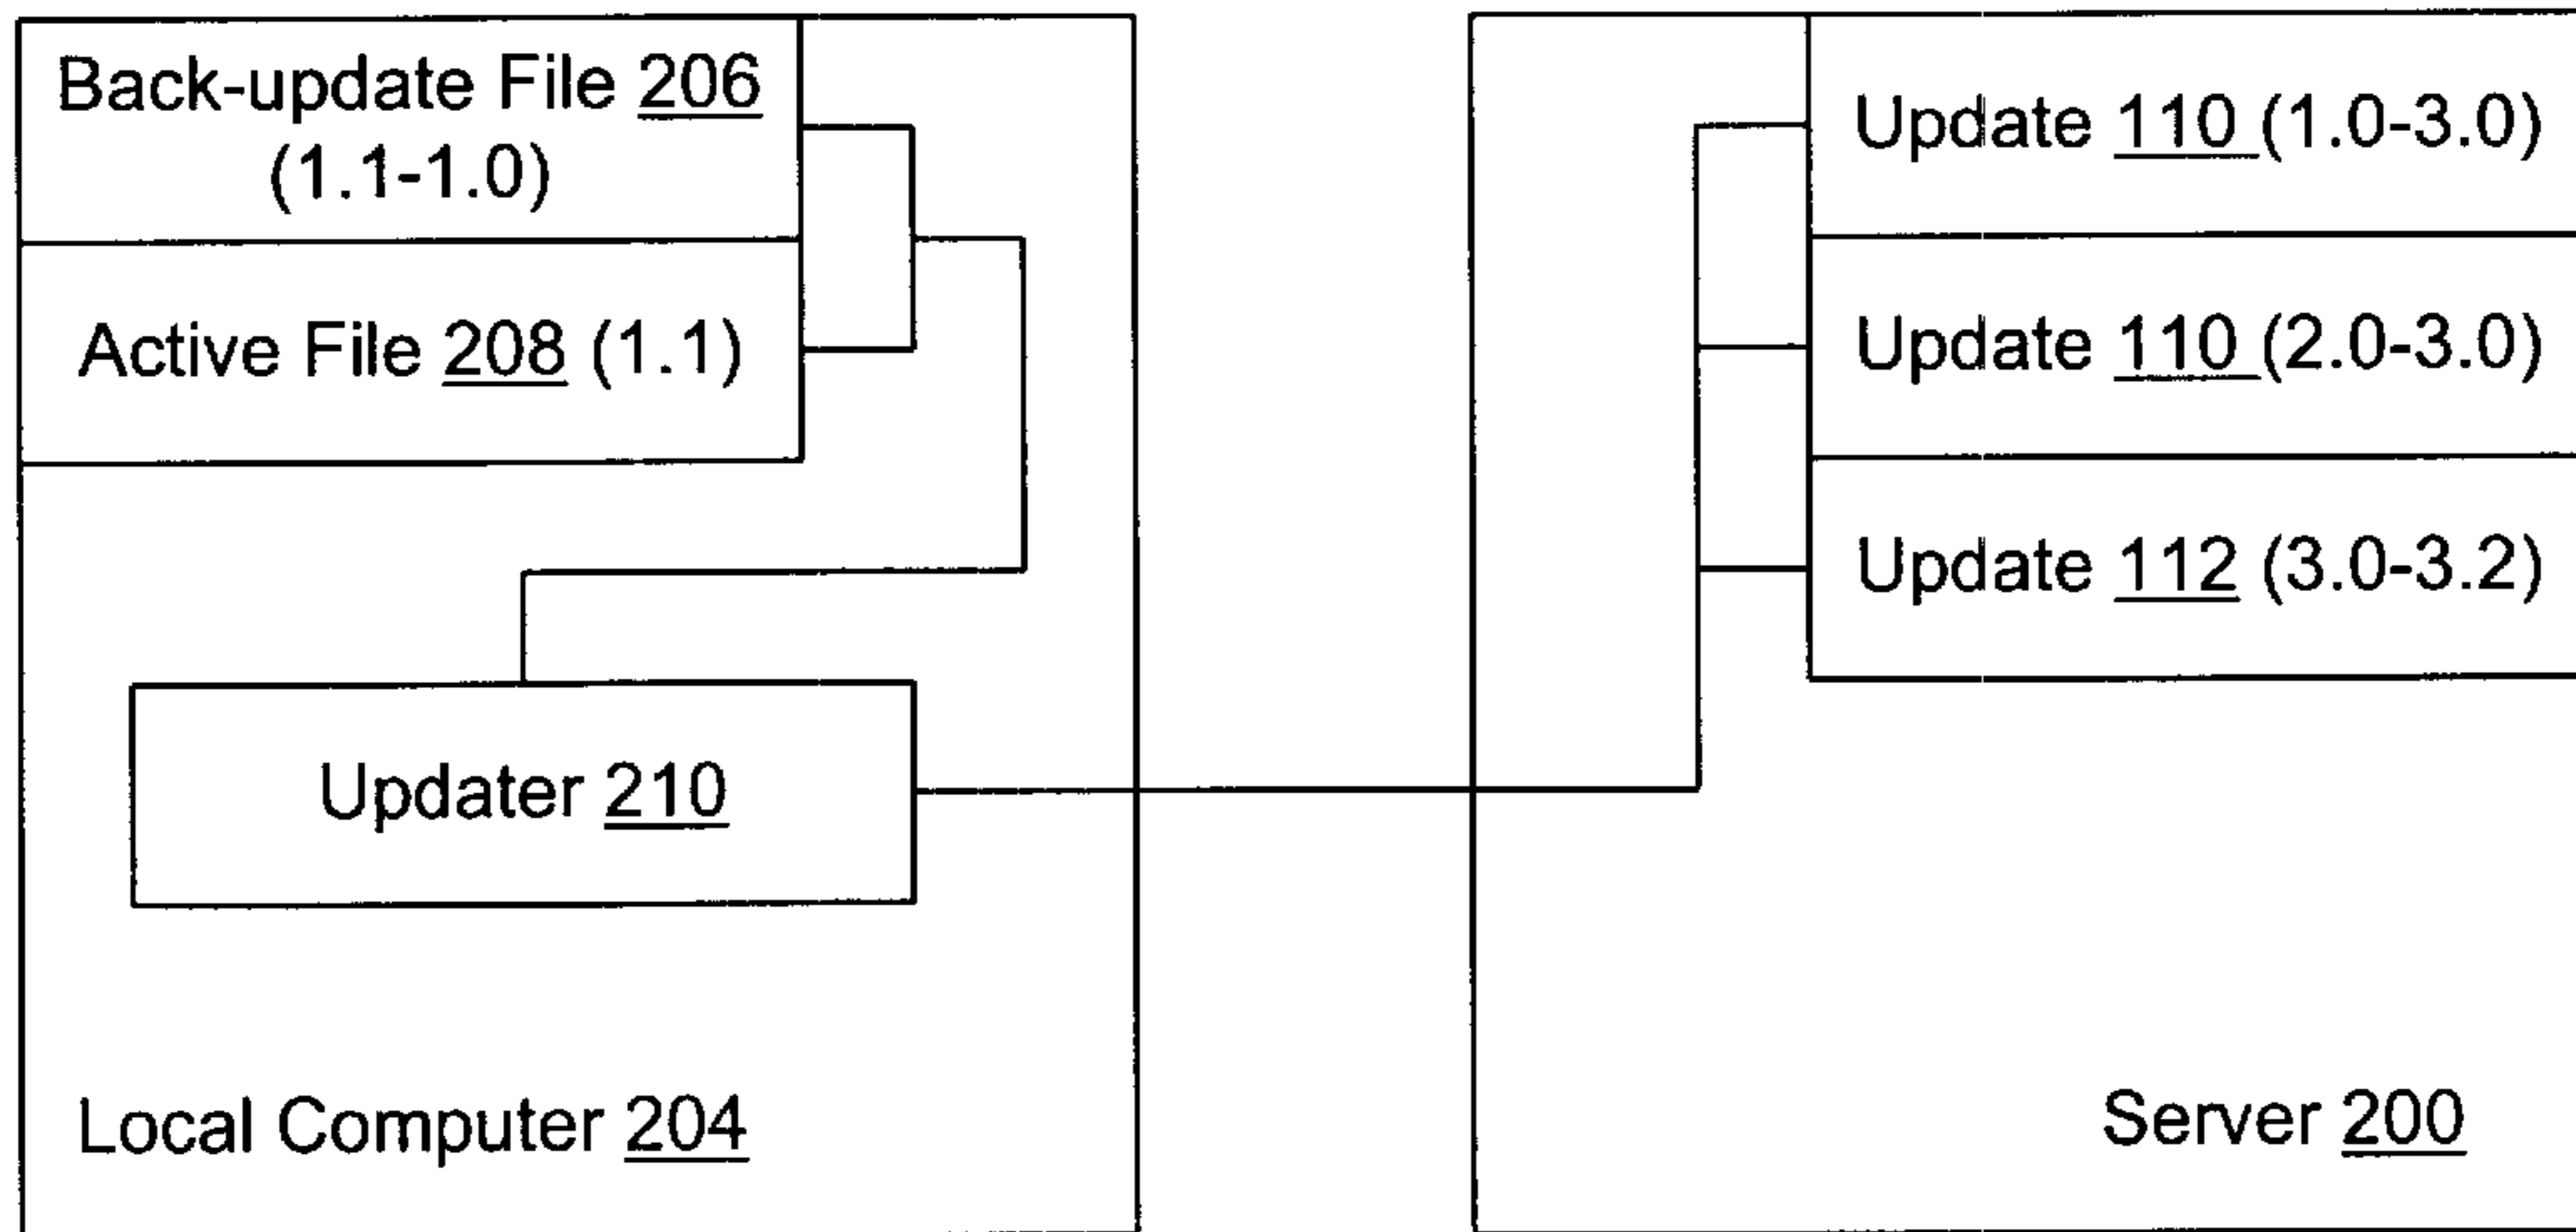 Back-update File 206
(1.1-1.0)
Active File 208 (1.1)
Updater 210
Local Computer 204
Update 110 (1.0-3.0)
Update 110 (2.0-3.0)
Update 112 (3.0-3.2)
Server 200